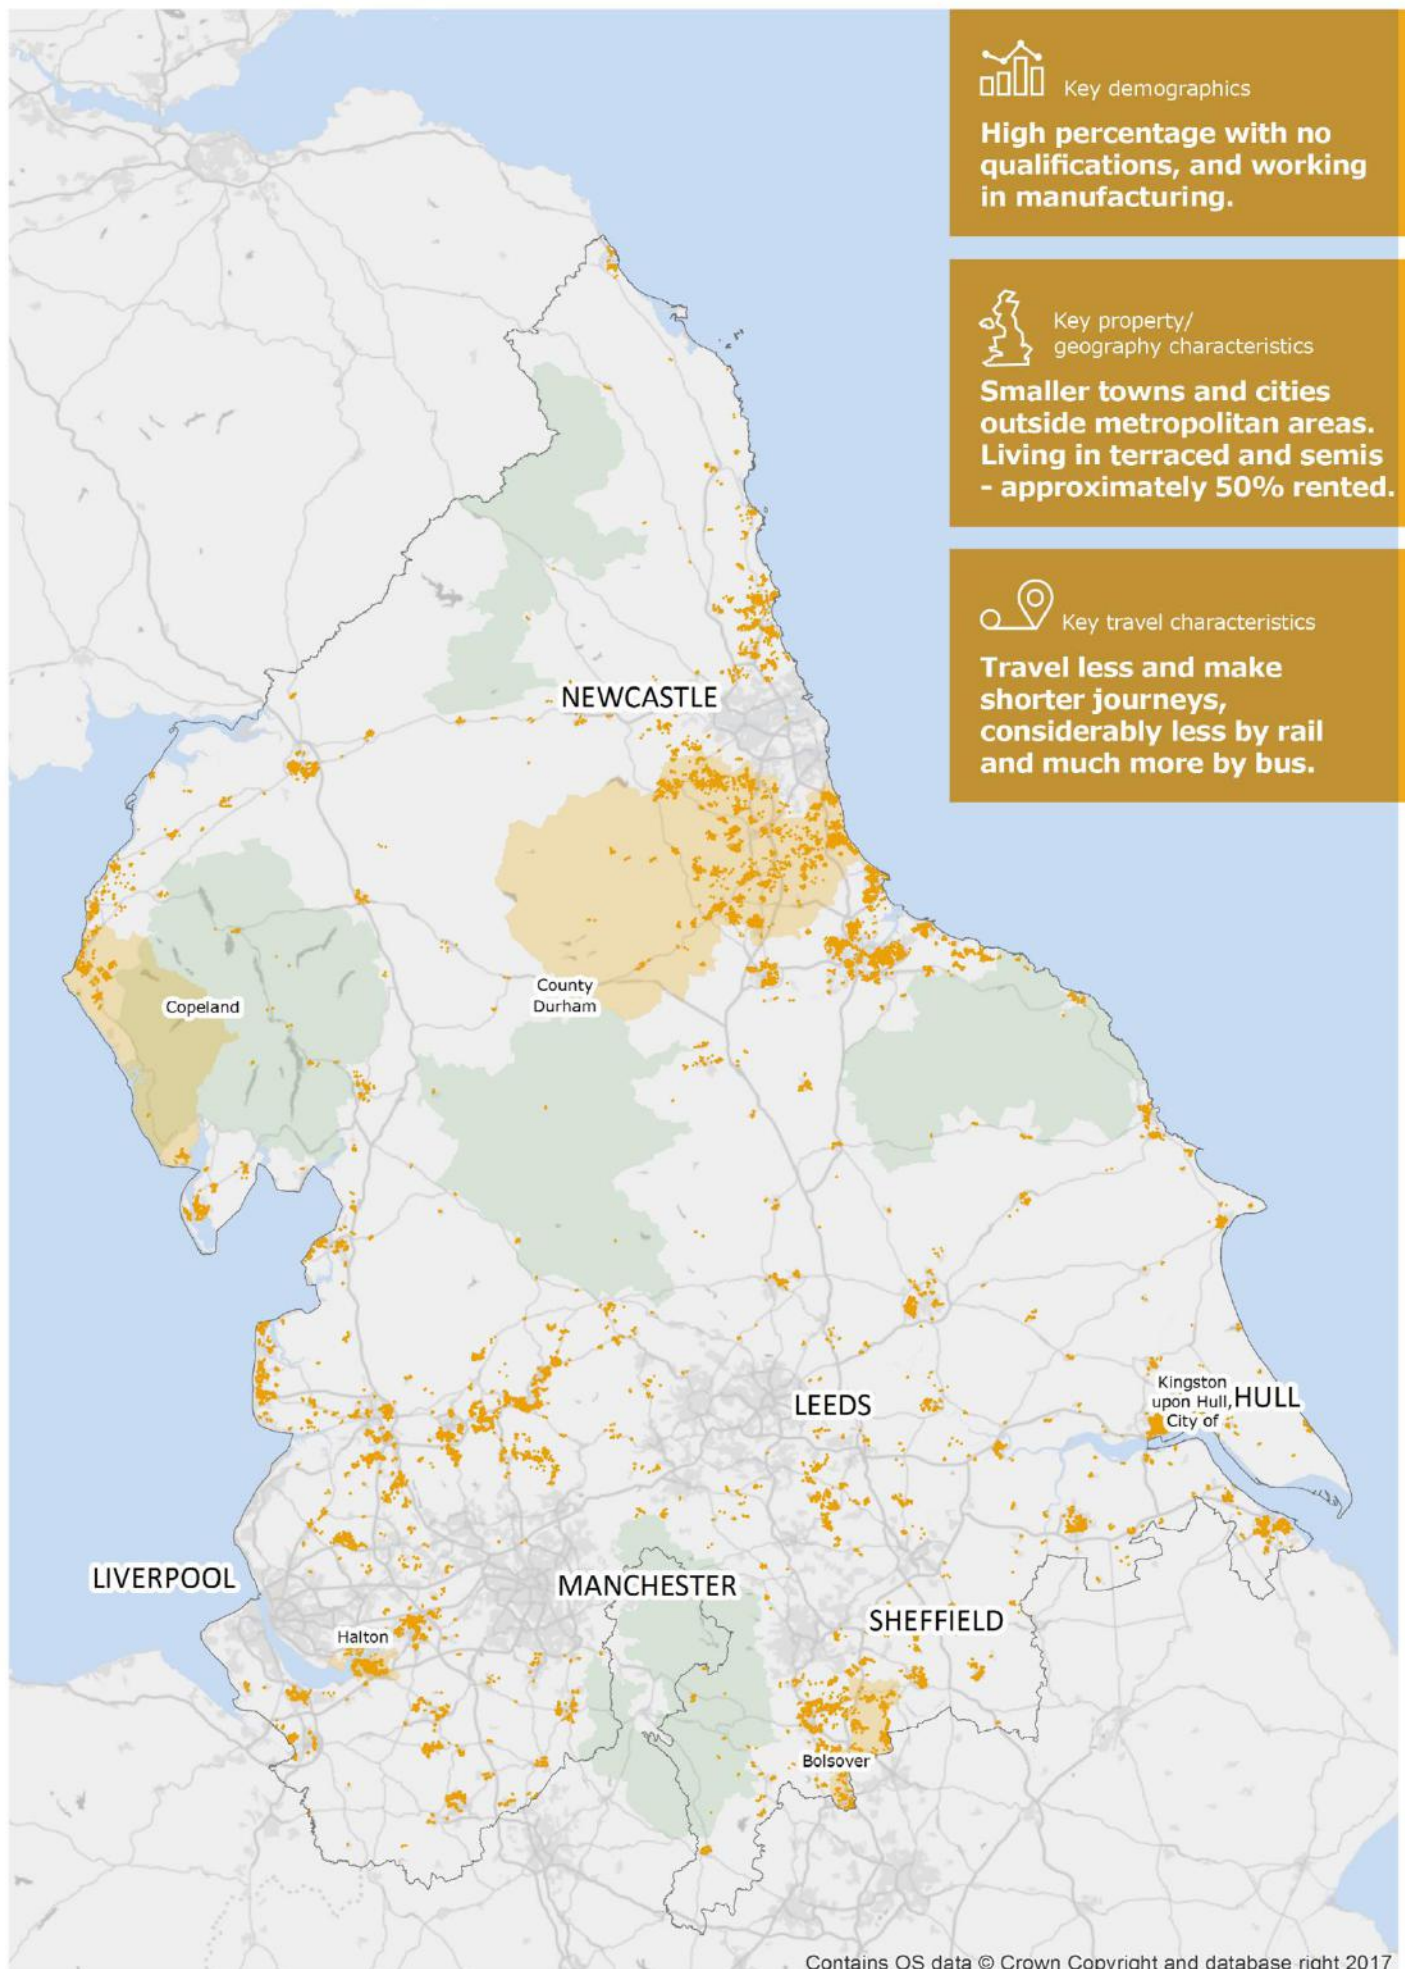 Key demographics
High percentage with no
qualifications, and working
in manufacturing.
Key property/
geography characteristics
Smaller towns and cities
outside metropolitan areas.
Living in terraced and semis
- approximately 50% rented.
Key travel characteristics
Travel less and make
shorter journeys,
considerably less by rail
and much more by bus.
NEWCASTLE
Copeland
County
Durham
LEEDS
Kingston
upon Hull,
City of
HULL
LIVERPOOL
MANCHESTER
SHEFFIELD
Halton
Bolsover
Contains OS data © Crown Copyright and database right 2017